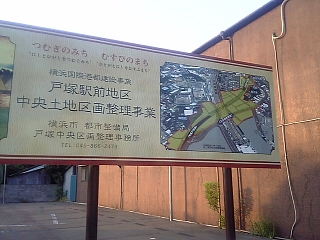 つむぎのみち むすびのまち
横浜国際港都建設事業
戸塚駅前地区
中央土地区画整理事業
横浜市 都市整備局
戸塚中央区画整理事務所